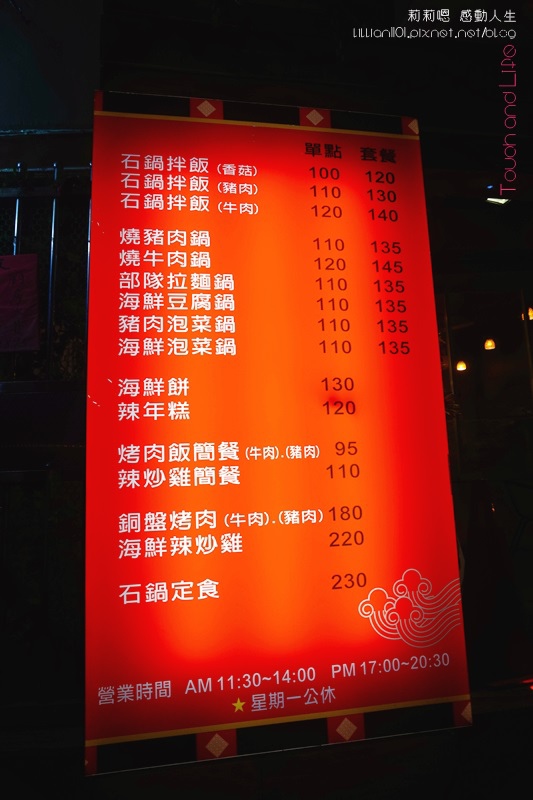 莉莉嗯 感動人生
LiLLian1101.pixnet.net/blog
Touch and Life
單點 套餐
石鍋拌飯 (香菇) 100 120
石鍋拌飯 (豬肉) 110 130
石鍋拌飯 (牛肉) 120 140
燒豬肉鍋 110 135
燒牛肉鍋 120 145
部隊拉麵鍋 110 135
海鮮豆腐鍋 110 135
豬肉泡菜鍋 110 135
海鮮泡菜鍋 110 135
海鮮餅 130
辣年糕 120
烤肉飯簡餐 (牛肉).(豬肉) 95
辣炒雞簡餐 110
銅盤烤肉 (牛肉).(豬肉) 180
海鮮辣炒雞 220
石鍋定食 230
營業時間 AM 11:30~14:00 PM 17:00~20:30
★星期一公休